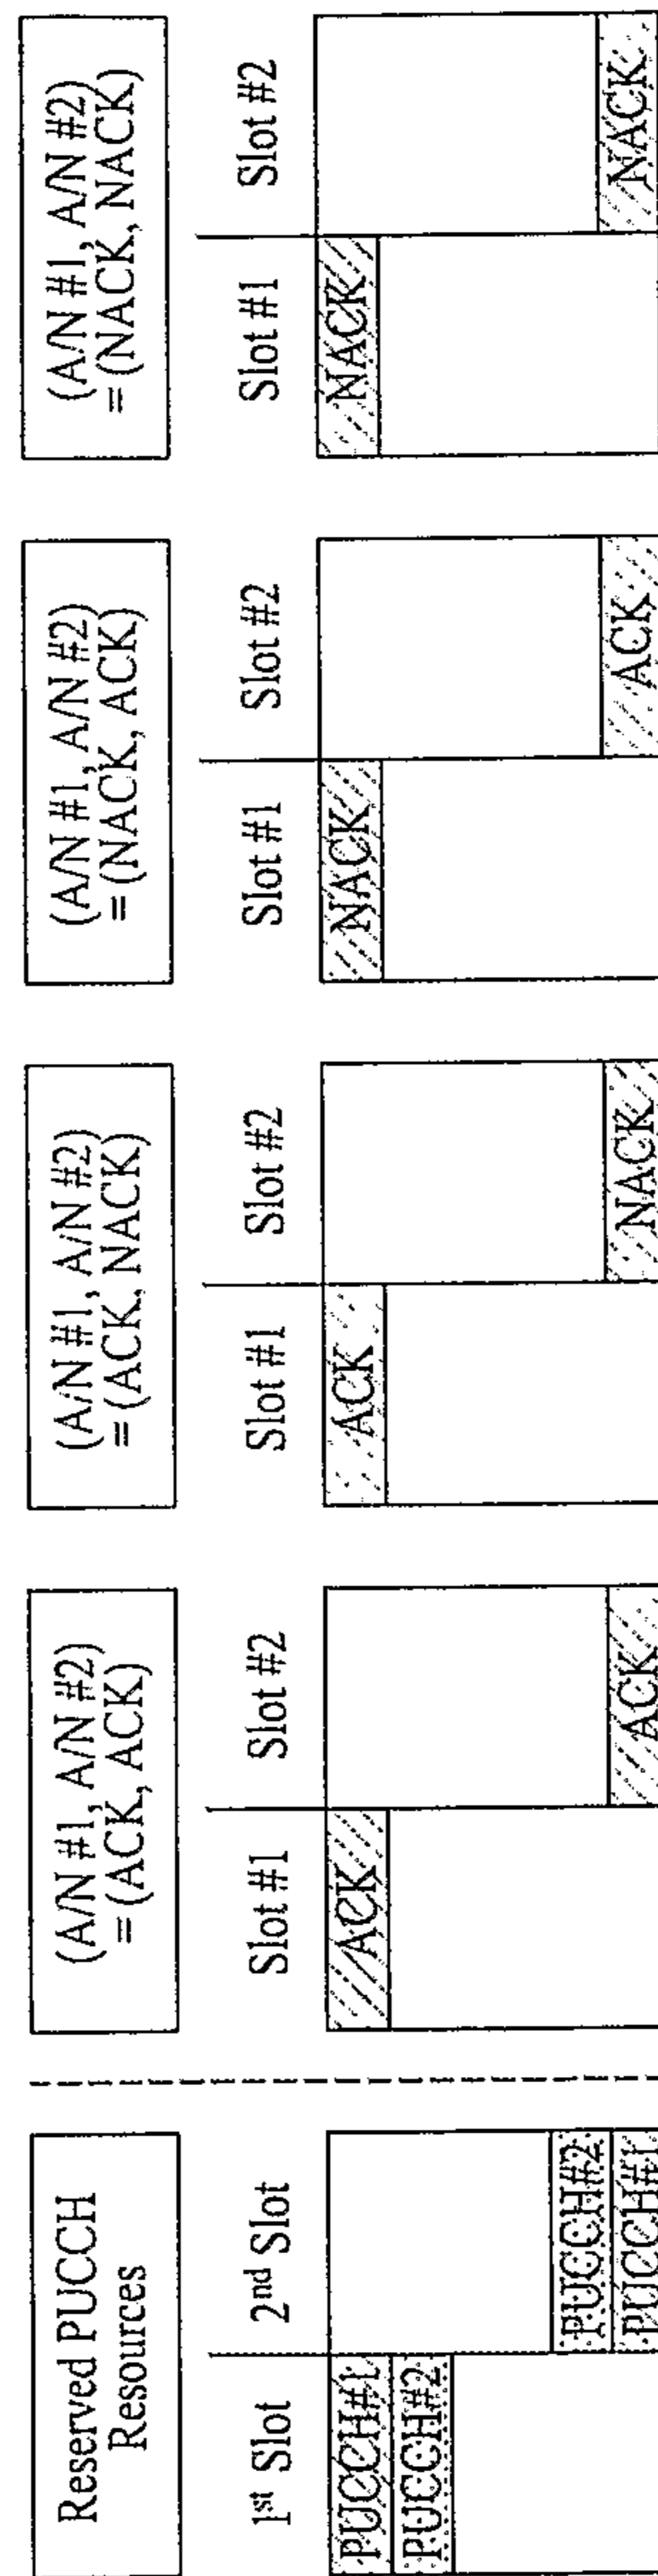 Reserved PUCCH
Resources
1st Slot
2nd Slot
PUCCH#1
PUCCH#2
PUCCH#2
PUCCH#1
(A/N #1, A/N #2)
= (ACK, ACK)
Slot #1
Slot #2
ACK
ACK
(A/N #1, A/N #2)
= (ACK, NACK)
Slot #1
Slot #2
ACK
NACK
(A/N #1, A/N #2)
= (NACK, ACK)
Slot #1
Slot #2
NACK
ACK
(A/N #1, A/N #2)
= (NACK, NACK)
Slot #1
Slot #2
NACK
NACK